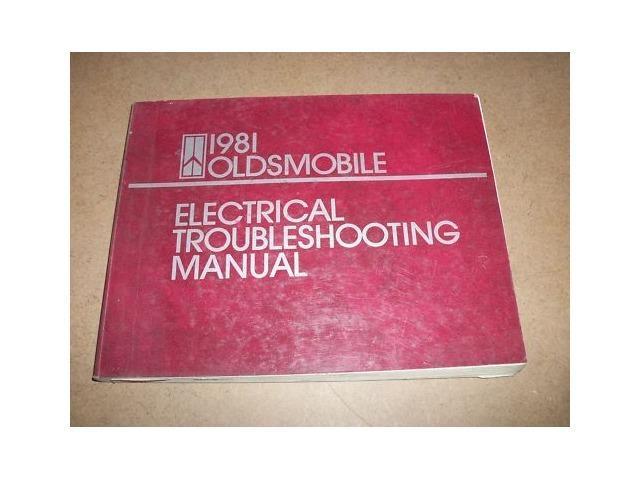 1981
OLDSMOBILE
ELECTRICAL
TROUBLESHOOTING
MANUAL